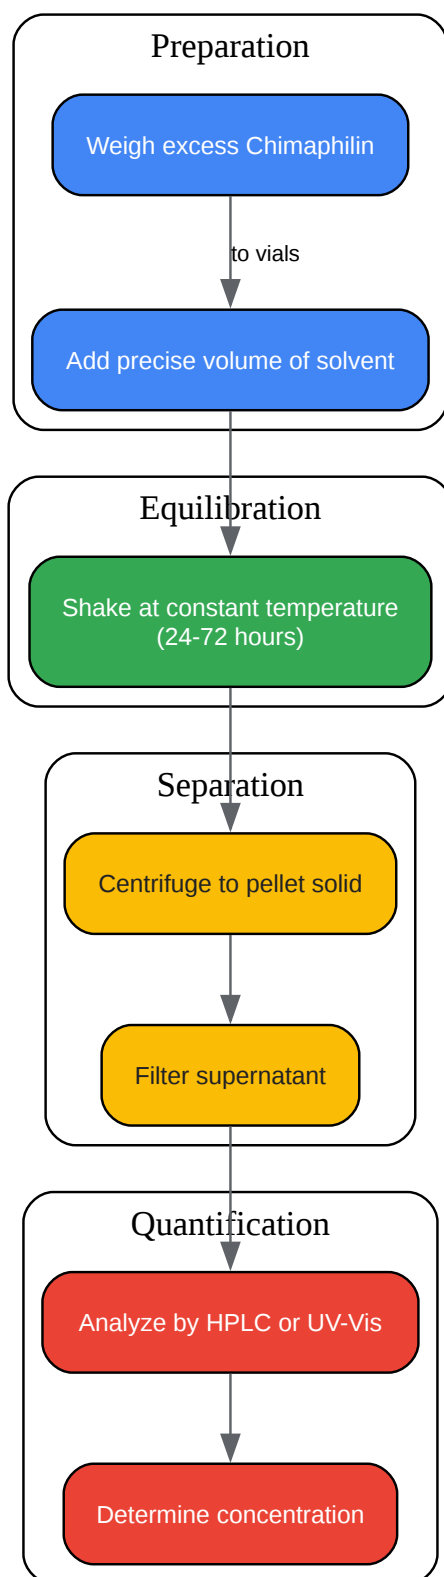 Preparation
Weigh excess Chimaphilin
to vials
Add precise volume of solvent
Equilibration
Shake at constant temperature
(24-72 hours)
Separation
Centrifuge to pellet solid
Filter supernatant
Quantification
Analyze by HPLC or UV-Vis
Determine concentration